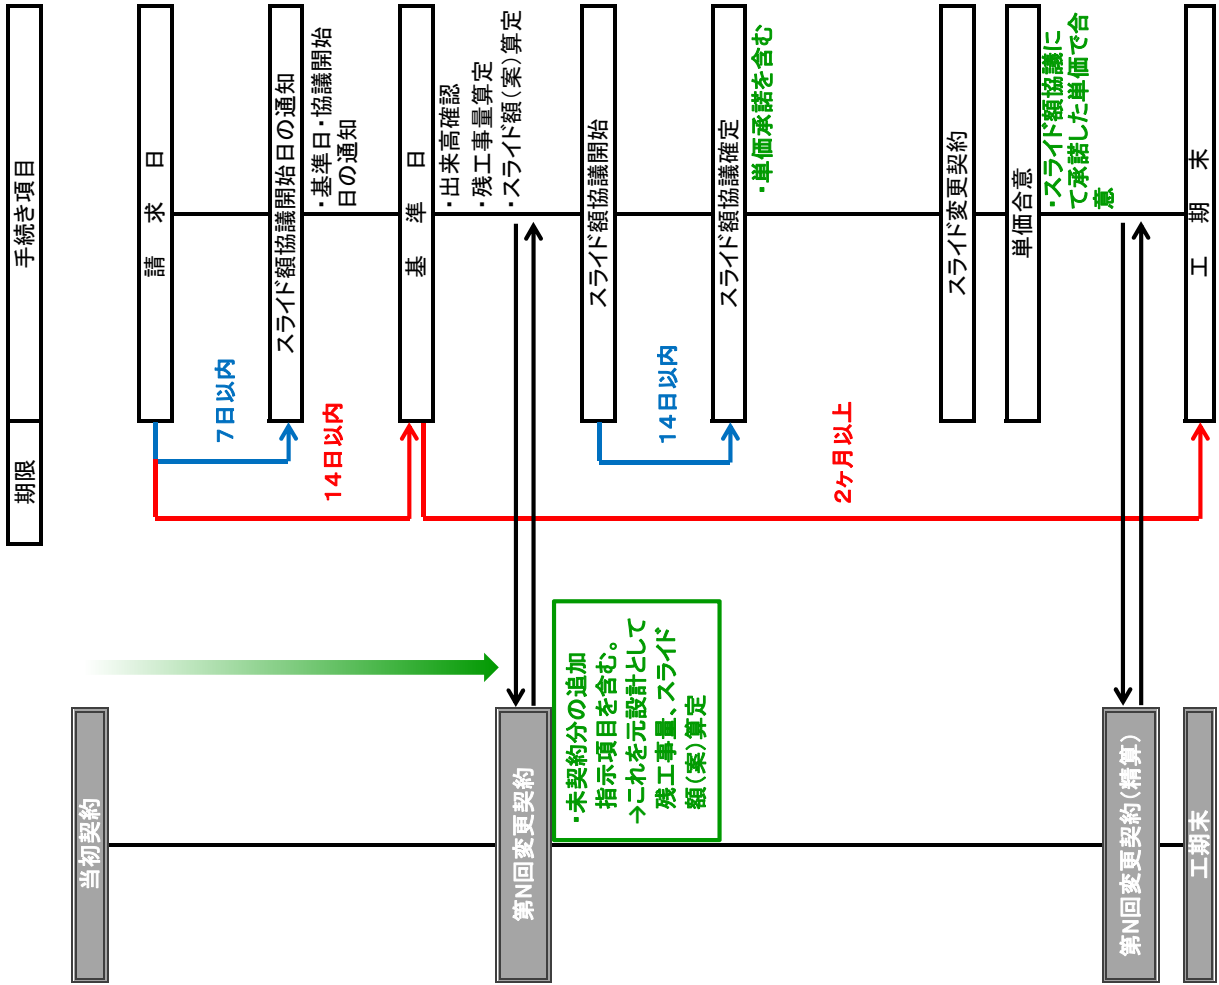 手続き項目
期限
請求日
7日以内
スライド額協議開始日の通知
・基準日・協議開始
日の通知
14日以内
基準日
・出来高確認
・残工事量算定
・スライド額(案)算定
スライド額協議開始
14日以内
スライド額協議確定
・単価承諾を含む
2ヶ月以上
スライド変更契約
単価合意
・スライド額協議に
て承諾した単価で合
意
工期末
当初契約
第N回変更契約
・未契約分の追加
指示項目を含む。
→これを元設計として
残工事量、スライド
額(案)算定
第N回変更契約(精算)
工期末